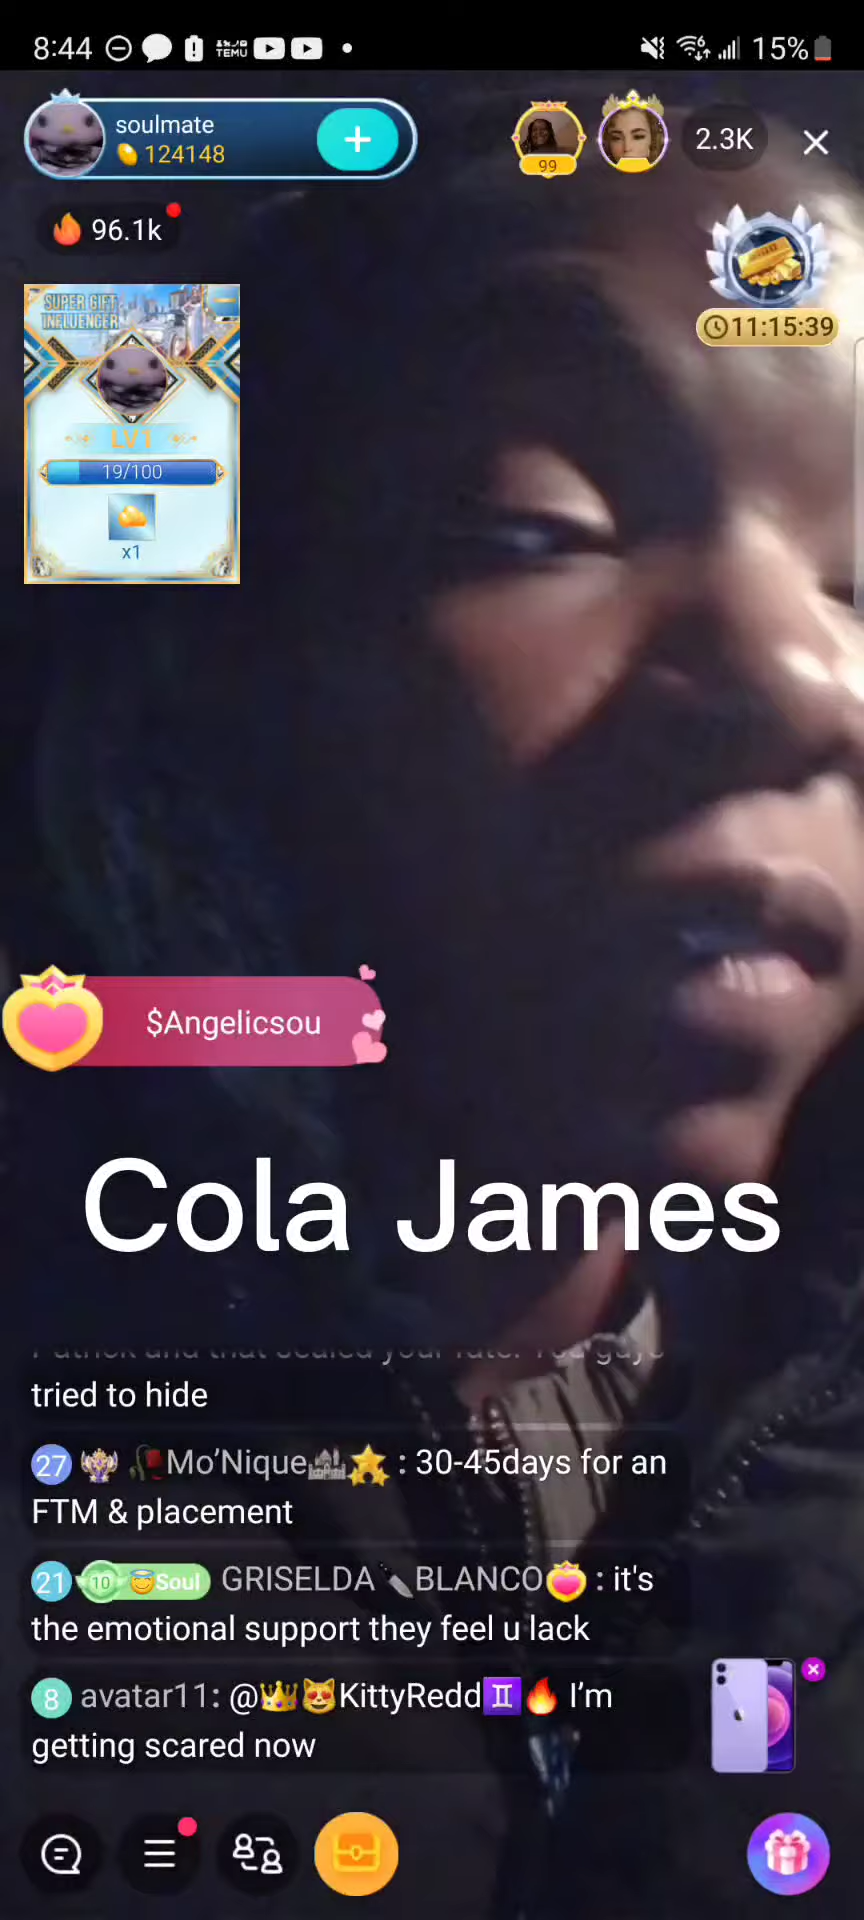 8:44 TEMU 15%
soulmate
124148
99
2.3K
96.1k
SUPER GIFT
INFLUENCER
11:15:39
LV1
19/100
x1
$Angelicsou
Cola James
tried to hide
27 🥀Mo’Nique🏰⭐ : 30-45days for an
FTM & placement
21 10 😇Soul GRISELDA🔪BLANCO : it's
the emotional support they feel u lack
8 avatar11: @👑😻KittyRedd♊🔥 I’m
getting scared now